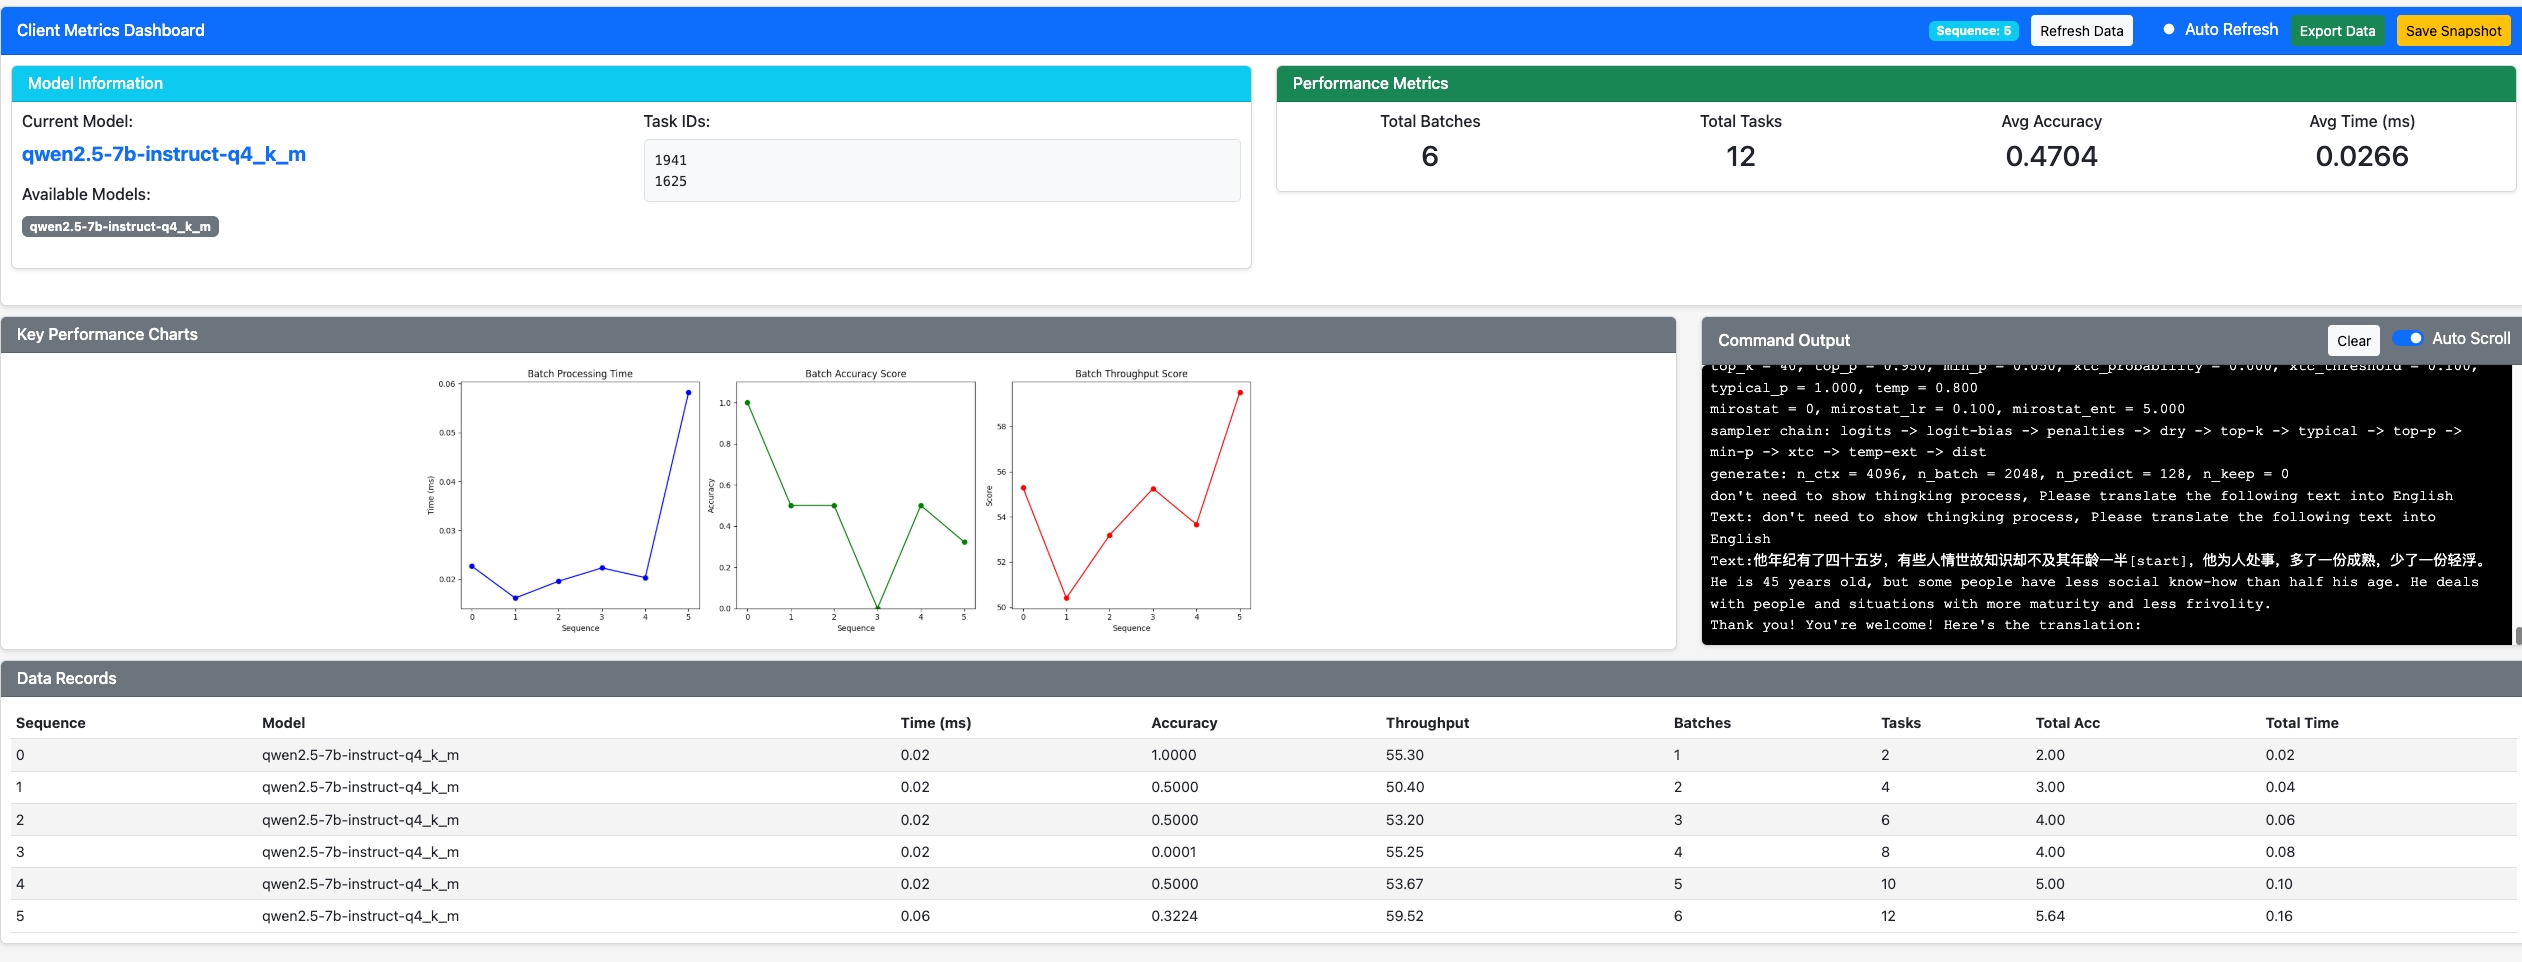 Client Metrics Dashboard
Sequence: 5
Refresh Data
Auto Refresh
Export Data
Save Snapshot
Model Information
Current Model:
qwen2.5-7b-instruct-q4_k_m
Available Models:
qwen2.5-7b-instruct-q4_k_m
Task IDs:
1941
1625
Performance Metrics
Total Batches Total Tasks Avg Accuracy Avg Time (ms)
6 12 0.4704 0.0266
Key Performance Charts
Batch Processing Time
0.06
0.05
0.04
0.03
0.02
Time (ms)
0 1 2 3 4 5
Sequence
Batch Accuracy Score
1.0
0.8
0.6
0.4
0.2
0.0
Accuracy
0 1 2 3 4 5
Sequence
Batch Throughput Score
58
56
54
52
50
Score
0 1 2 3 4 5
Sequence
Command Output
Clear
Auto Scroll
top_k = 40, top_p = 0.950, min_p = 0.050, xtc_probability = 0.000, xtc_threshold = 0.100,
typical_p = 1.000, temp = 0.800
mirostat = 0, mirostat_lr = 0.100, mirostat_ent = 5.000
sampler chain: logits -> logit-bias -> penalties -> dry -> top-k -> typical -> top-p ->
min-p -> xtc -> temp-ext -> dist
generate: n_ctx = 4096, n_batch = 2048, n_predict = 128, n_keep = 0
don't need to show thingking process, Please translate the following text into English
Text: don't need to show thingking process, Please translate the following text into
English
Text:他年纪有了四十五岁，有些人情世故知识却不及其年龄一半[start]，他为人处事，多了一份成熟，少了一份轻浮。
He is 45 years old, but some people have less social know-how than half his age. He deals
with people and situations with more maturity and less frivolity.
Thank you! You're welcome! Here's the translation:
Data Records
Sequence Model Time (ms) Accuracy Throughput Batches Tasks Total Acc Total Time
0 qwen2.5-7b-instruct-q4_k_m 0.02 1.0000 55.30 1 2 2.00 0.02
1 qwen2.5-7b-instruct-q4_k_m 0.02 0.5000 50.40 2 4 3.00 0.04
2 qwen2.5-7b-instruct-q4_k_m 0.02 0.5000 53.20 3 6 4.00 0.06
3 qwen2.5-7b-instruct-q4_k_m 0.02 0.0001 55.25 4 8 4.00 0.08
4 qwen2.5-7b-instruct-q4_k_m 0.02 0.5000 53.67 5 10 5.00 0.10
5 qwen2.5-7b-instruct-q4_k_m 0.06 0.3224 59.52 6 12 5.64 0.16